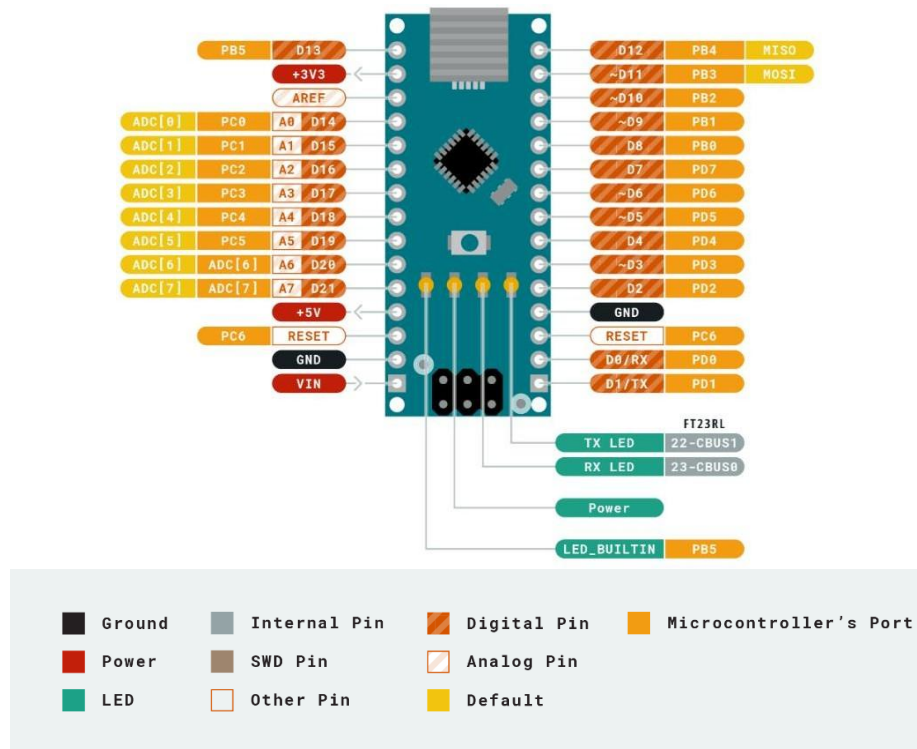 PB5 D13
+3V3
AREF
ADC[0] PC0 A0 D14
ADC[1] PC1 A1 D15
ADC[2] PC2 A2 D16
ADC[3] PC3 A3 D17
ADC[4] PC4 A4 D18
ADC[5] PC5 A5 D19
ADC[6] ADC[6] A6 D20
ADC[7] ADC[7] A7 D21
+5V
PC6 RESET
GND
VIN
D12 PB4 MISO
~D11 PB3 MOSI
~D10 PB2
~D9 PB1
D8 PB0
D7 PD7
~D6 PD6
~D5 PD5
D4 PD4
~D3 PD3
D2 PD2
GND
RESET PC6
D0/RX PD0
D1/TX PD1
FT23RL
TX LED 22-CBUS1
RX LED 23-CBUS0
Power
LED_BUILTIN PB5
Ground
Power
LED
Internal Pin
SWD Pin
Other Pin
Digital Pin
Analog Pin
Default
Microcontroller's Port